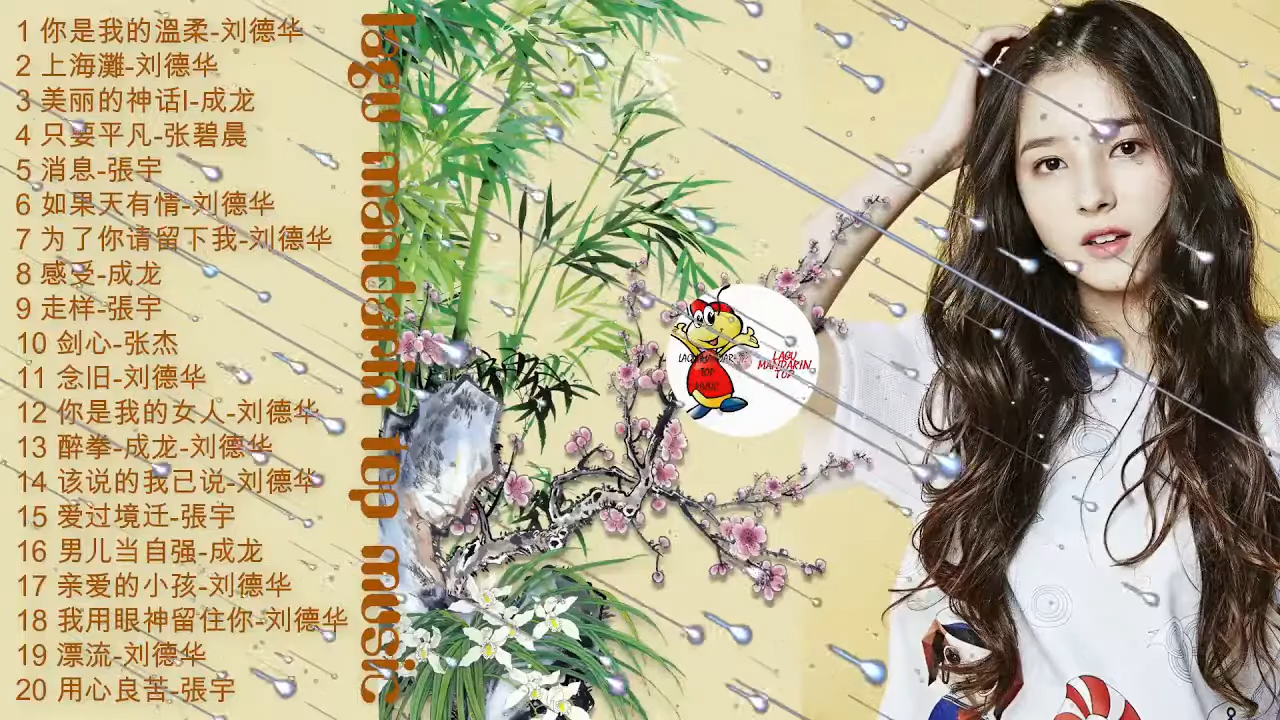 1 你是我的溫柔-刘德华
2 上海灘-刘德华
3 美丽的神话I-成龙
4 只要平凡-张碧晨
5 消息-張宇
6 如果天有情-刘德华
7 为了你请留下我-刘德华
8 感受-成龙
9 走样-張宇
10 剑心-张杰
11 念旧-刘德华
12 你是我的女人-刘德华
13 醉拳-成龙-刘德华
14 该说的我已说-刘德华
15 爱过境迁-張宇
16 男儿当自强-成龙
17 亲爱的小孩-刘德华
18 我用眼神留住你-刘德华
19 漂流-刘德华
20 用心良苦-張宇
lagu mandarin top music
LAGU
MANDARIN
TOP